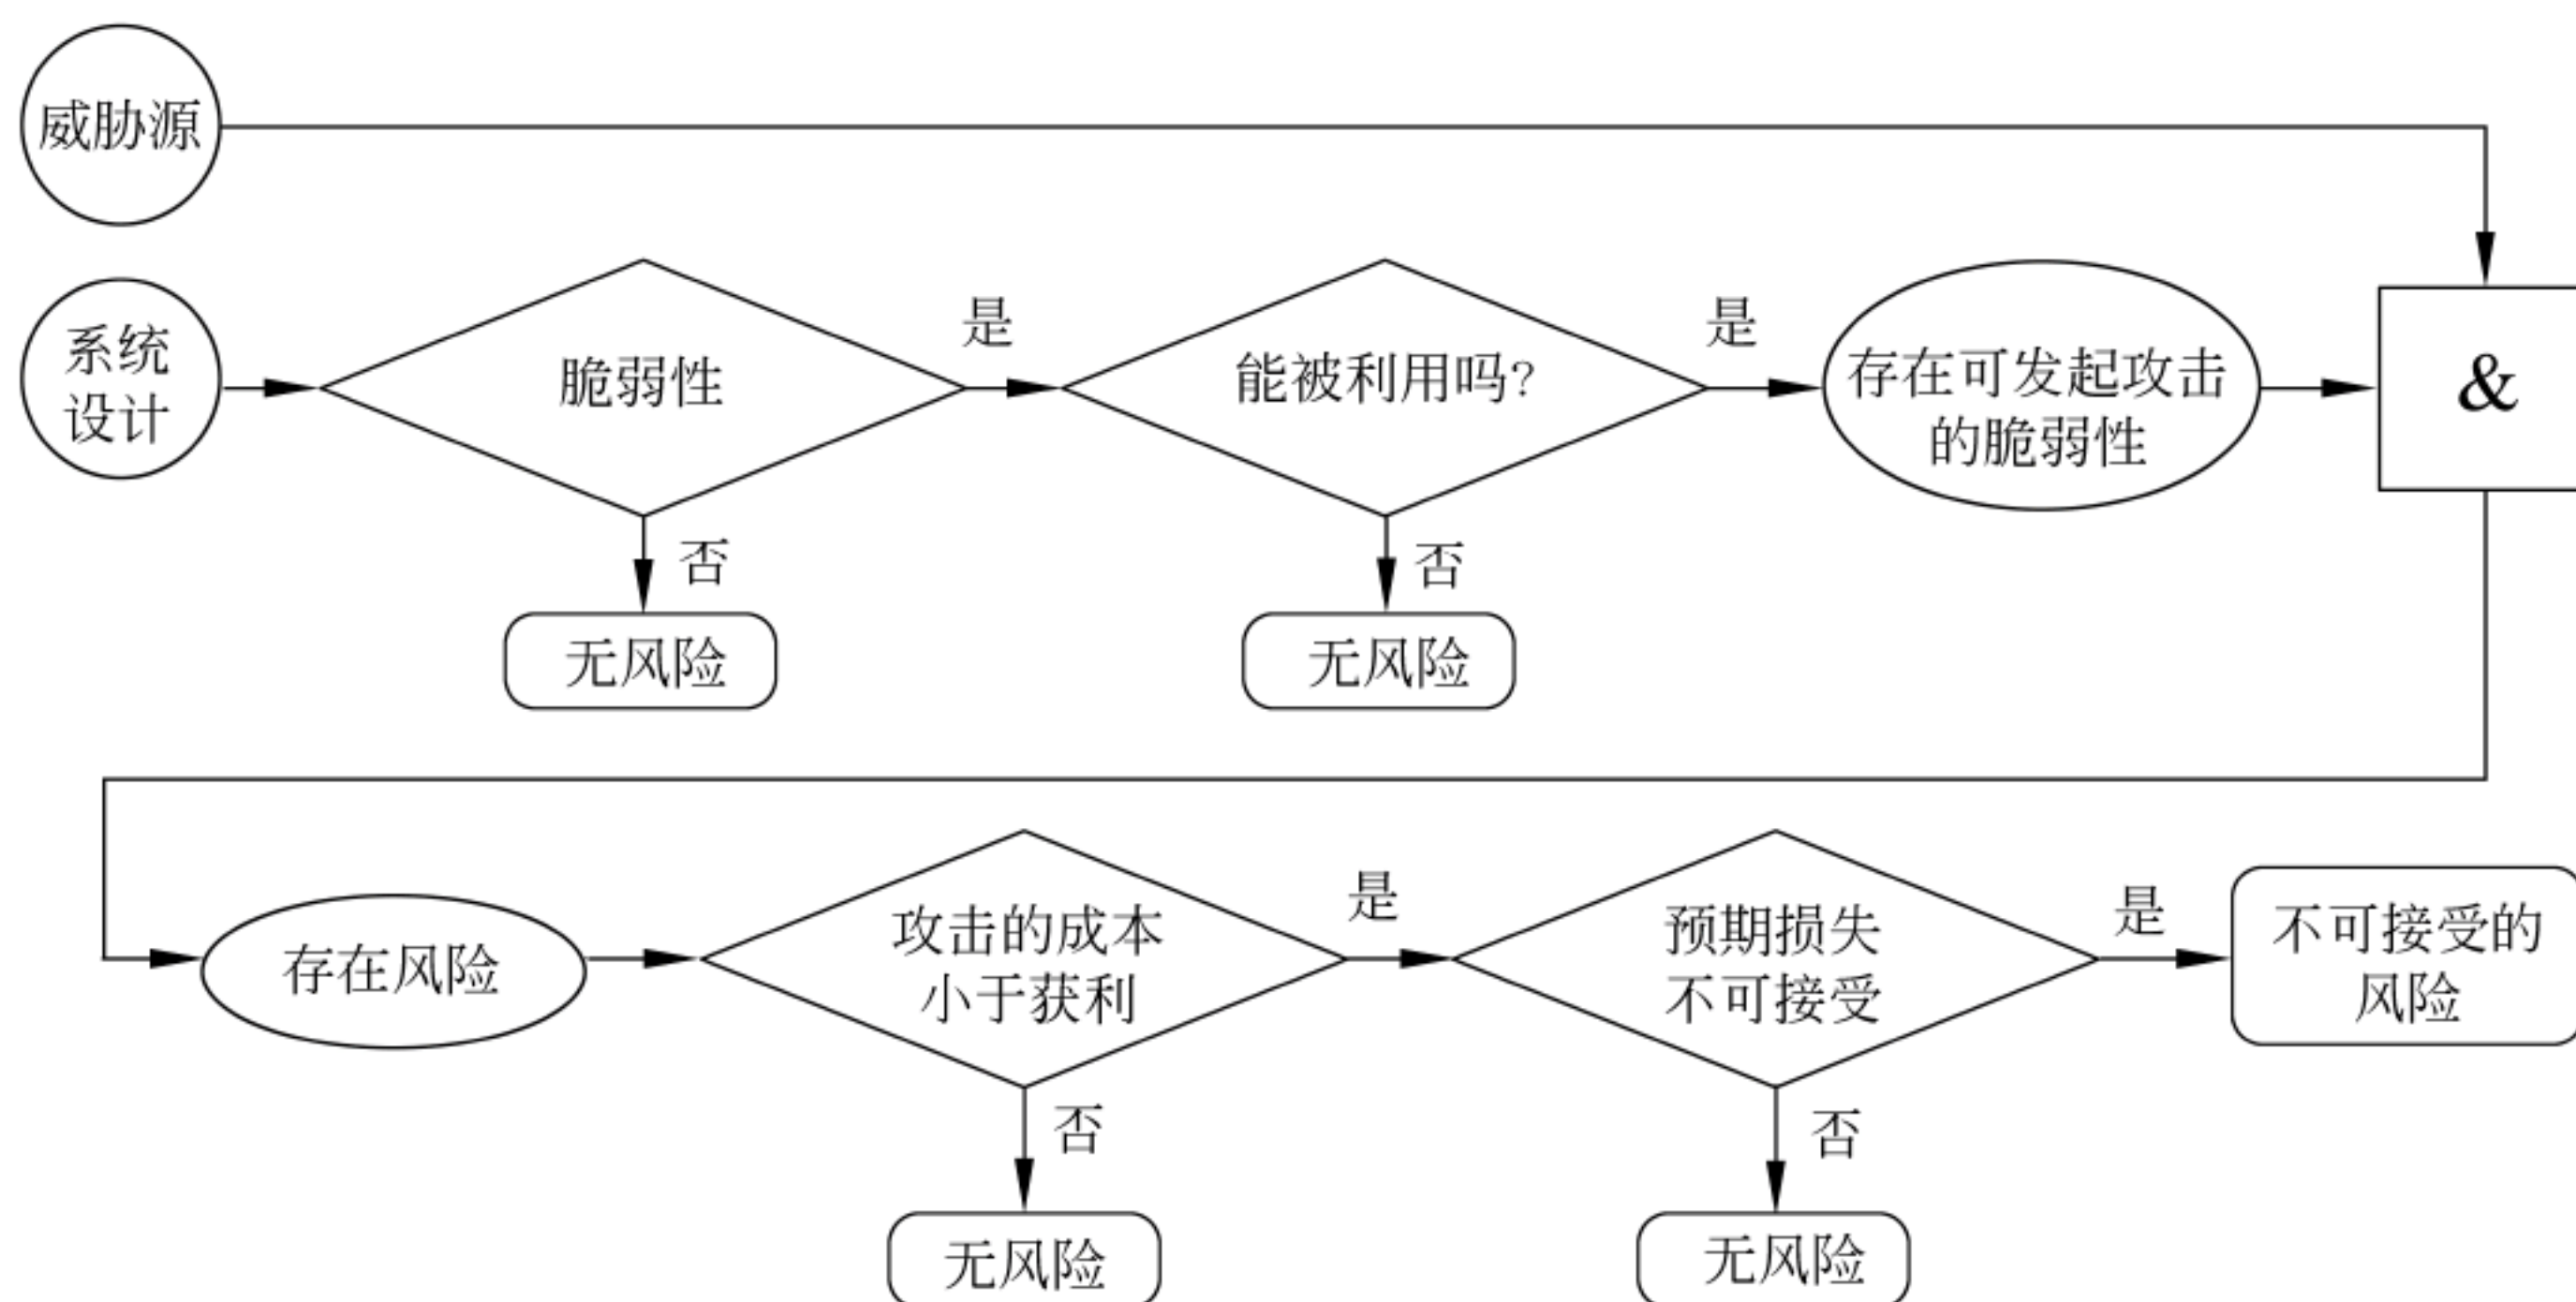 威胁源
系统
设计
脆弱性
是
能被利用吗?
是
存在可发起攻击
的脆弱性
&
否
无风险
否
无风险
存在风险
攻击的成本
小于获利
是
预期损失
不可接受
是
不可接受的
风险
否
无风险
否
无风险